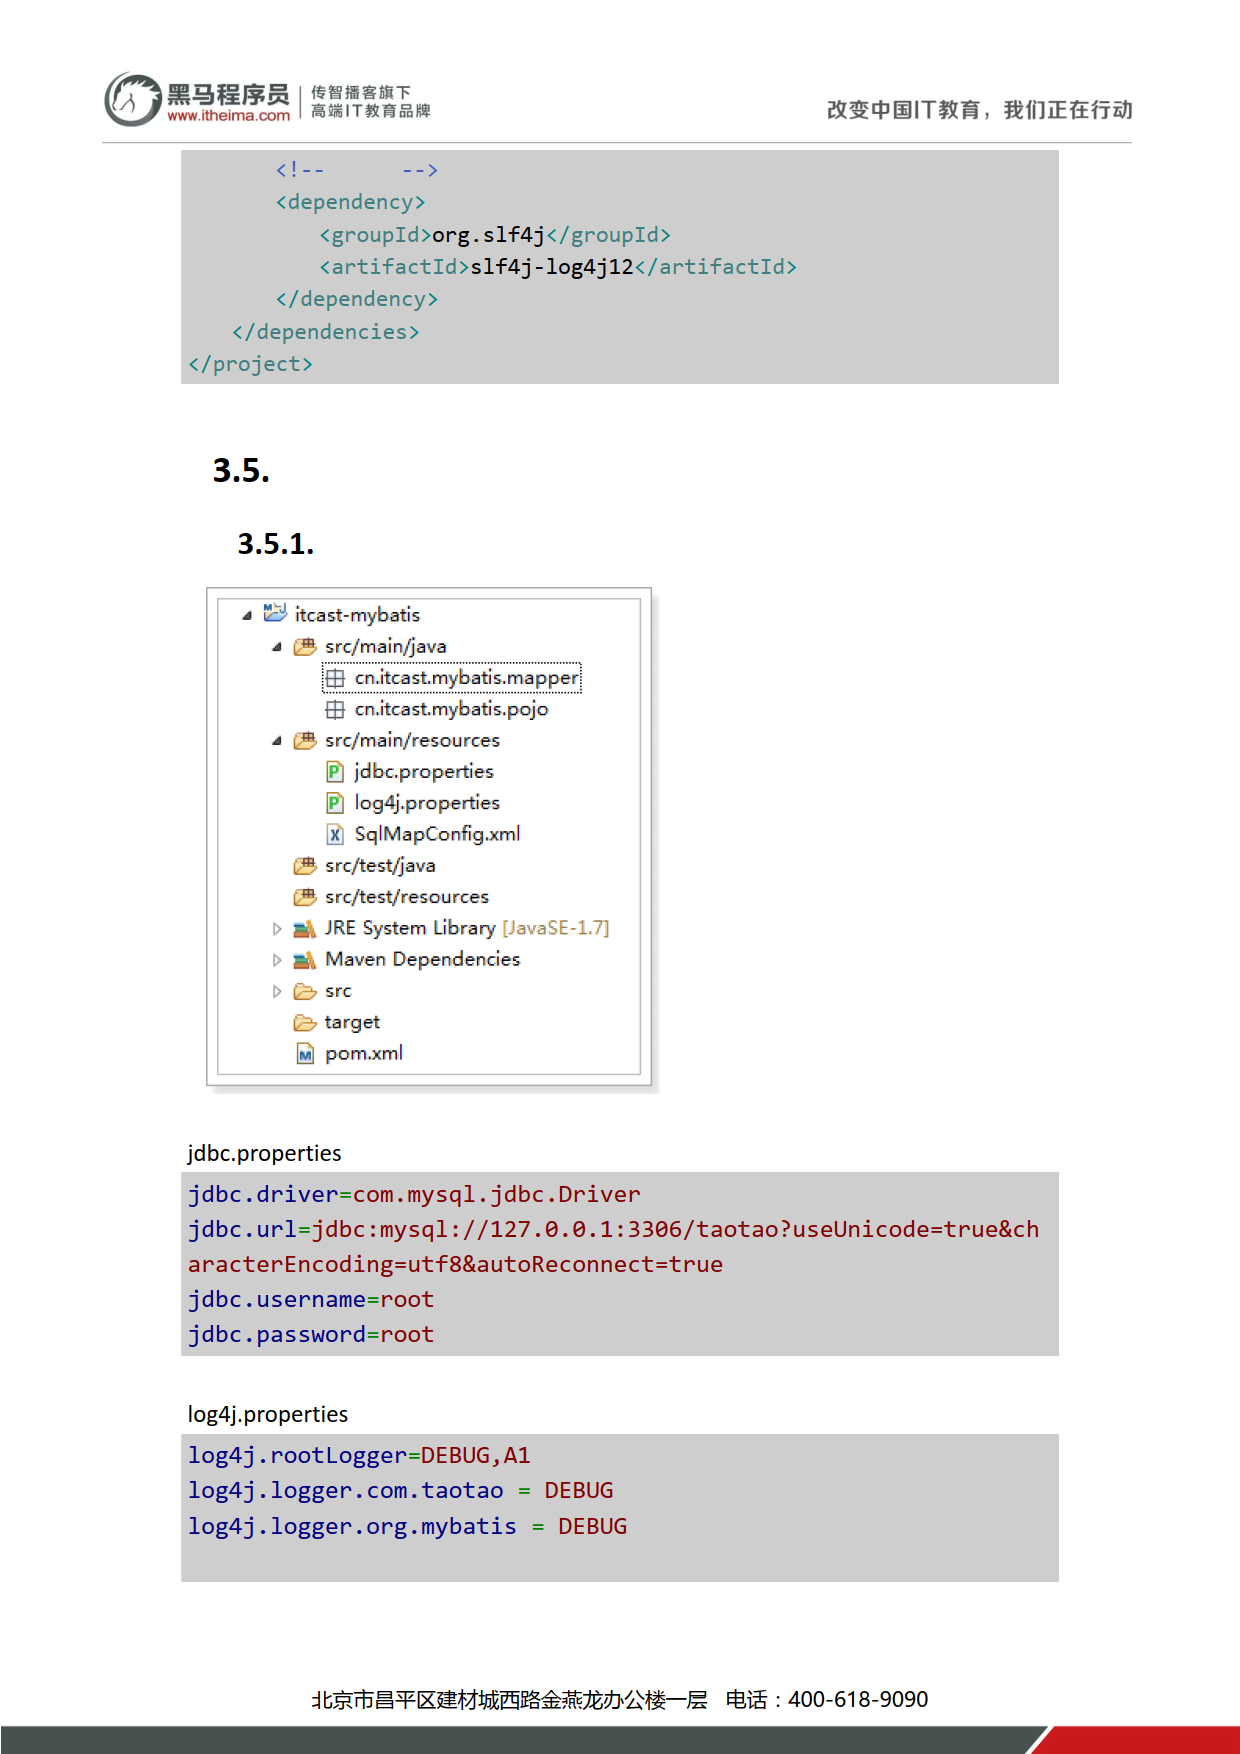 黑马程序员
www.itheima.com
传智播客旗下
高端IT教育品牌
改变中国IT教育，我们正在行动
<!-- -->
<dependency>
<groupId>org.slf4j</groupId>
<artifactId>slf4j-log4j12</artifactId>
</dependency>
</dependencies>
</project>
3.5.
3.5.1.
itcast-mybatis
src/main/java
cn.itcast.mybatis.mapper
cn.itcast.mybatis.pojo
src/main/resources
jdbc.properties
log4j.properties
SqlMapConfig.xml
src/test/java
src/test/resources
JRE System Library [JavaSE-1.7]
Maven Dependencies
src
target
pom.xml
jdbc.properties
jdbc.driver=com.mysql.jdbc.Driver
jdbc.url=jdbc:mysql://127.0.0.1:3306/taotao?useUnicode=true&ch
aracterEncoding=utf8&autoReconnect=true
jdbc.username=root
jdbc.password=root
log4j.properties
log4j.rootLogger=DEBUG,A1
log4j.logger.com.taotao = DEBUG
log4j.logger.org.mybatis = DEBUG
北京市昌平区建材城西路金燕龙办公楼一层 电话：400-618-9090